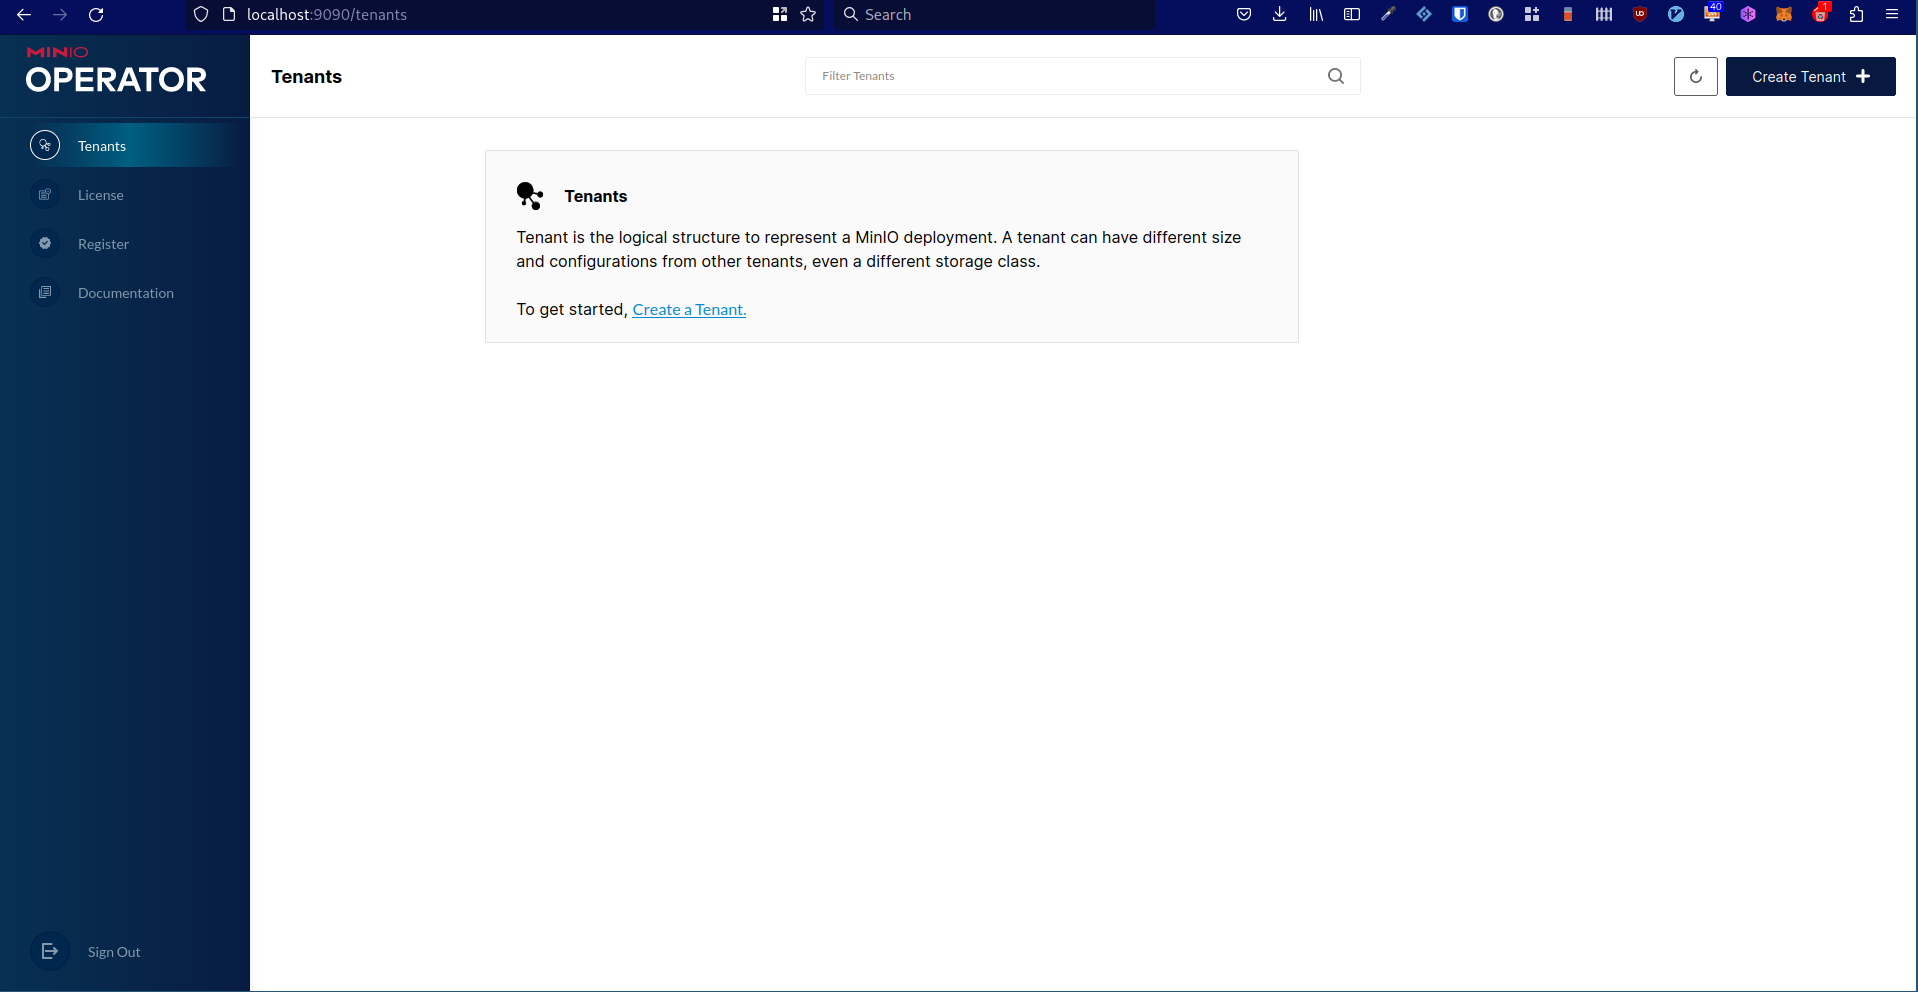 localhost:9090/tenants
Search
40
1
MINIO
OPERATOR
Tenants
License
Register
Documentation
Sign Out
Tenants
Filter Tenants
Create Tenant
Tenants
Tenant is the logical structure to represent a MinIO deployment. A tenant can have different size
and configurations from other tenants, even a different storage class.
To get started, Create a Tenant.